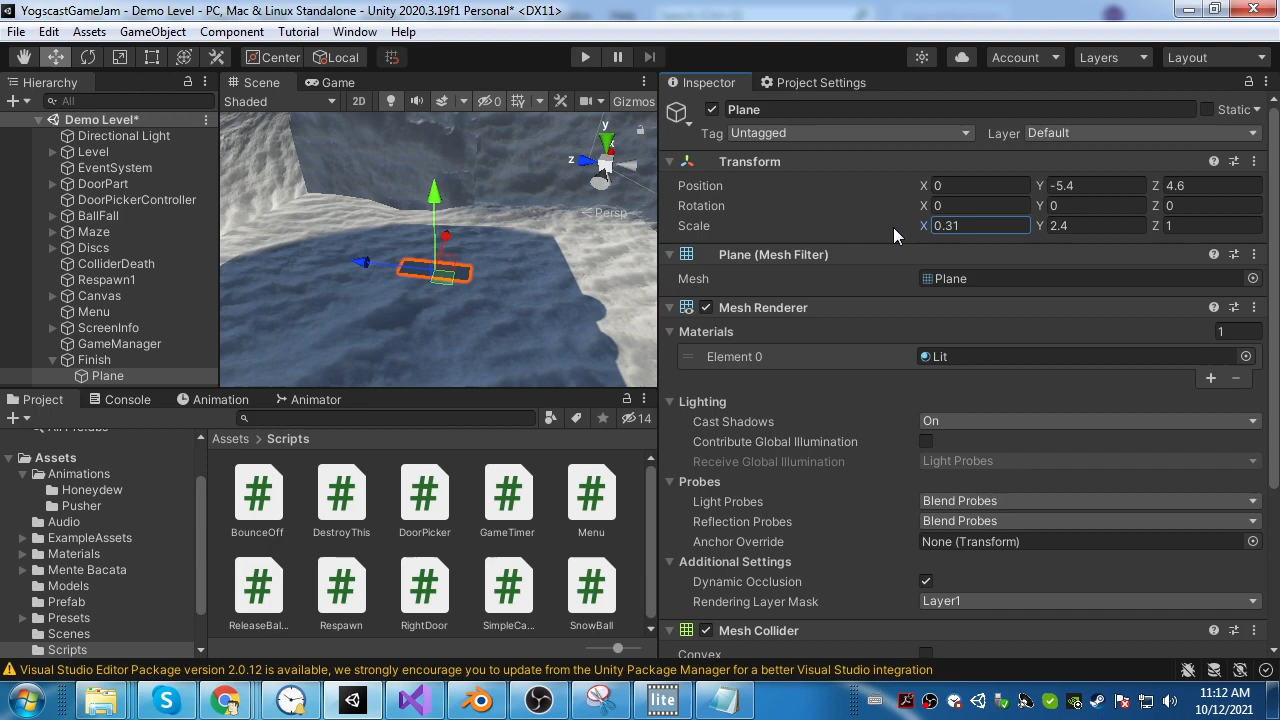 YogscastGameJam - Demo Level - PC, Mac & Linux Standalone - Unity 2020.3.19f1 Personal* <DX11>
File Edit Assets GameObject Component Tutorial Window Help
Center Local Account Layers Layout
Hierarchy
All
Demo Level*
Directional Light
Level
EventSystem
DoorPart
DoorPickerController
BallFall
Maze
Discs
ColliderDeath
Respawn1
Canvas
Menu
ScreenInfo
GameManager
Finish
Plane
Scene Game
Shaded 2D 0 Gizmos
y
x
z
Persp
Inspector Project Settings
Plane Static
Tag Untagged Layer Default
Transform
Position X 0 Y -5.4 Z 4.6
Rotation X 0 Y 0 Z 0
Scale X 0.31 Y 2.4 Z 1
Plane (Mesh Filter)
Mesh Plane
Mesh Renderer
Materials 1
Element 0 Lit
Lighting
Cast Shadows On
Contribute Global Illumination
Receive Global Illumination Light Probes
Probes
Light Probes Blend Probes
Reflection Probes Blend Probes
Anchor Override None (Transform)
Additional Settings
Dynamic Occlusion
Rendering Layer Mask Layer1
Mesh Collider
Convex
Project Console Animation Animator
14
Assets
Animations
Honeydew
Pusher
Audio
ExampleAssets
Materials
Mente Bacata
Models
Prefab
Presets
Scenes
Scripts
Assets > Scripts
BounceOff DestroyThis DoorPicker GameTimer Menu
ReleaseBal... Respawn RightDoor SimpleCa... SnowBall
Visual Studio Editor Package version 2.0.12 is available, we strongly encourage you to update from the Unity Package Manager for a better Visual Studio integration
lite
11:12 AM
10/12/2021